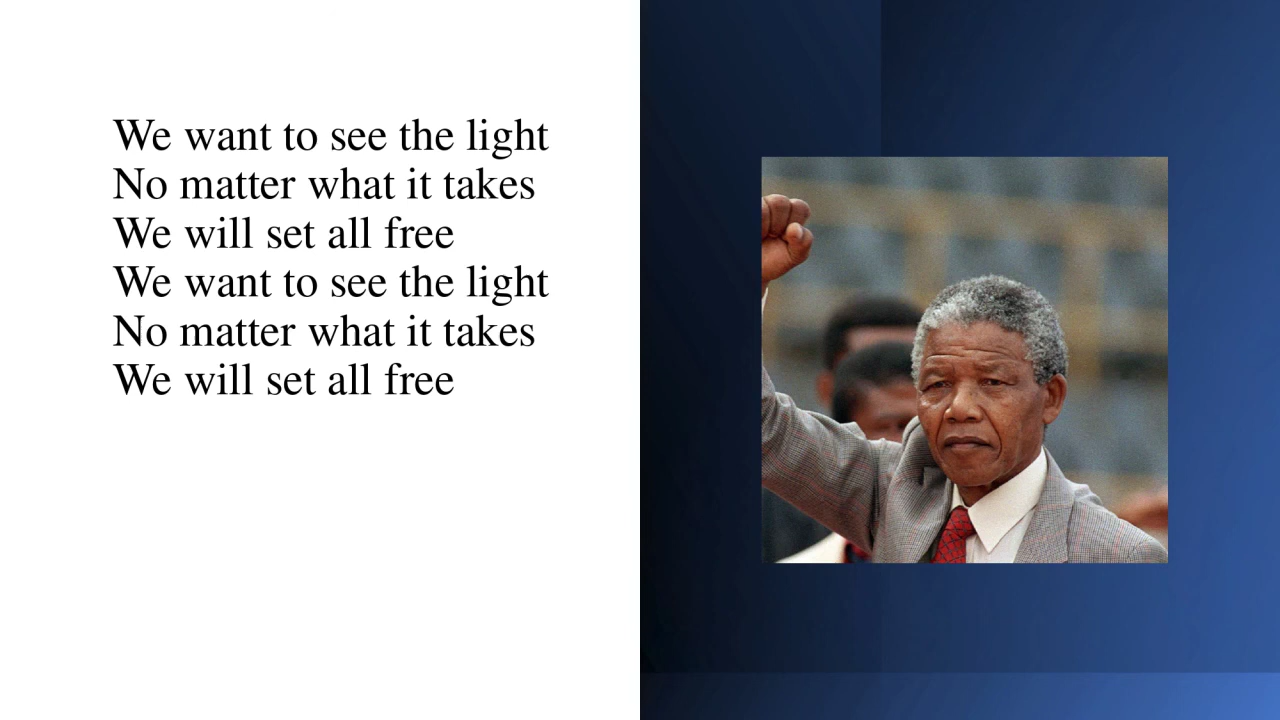 We want to see the light
No matter what it takes
We will set all free
We want to see the light
No matter what it takes
We will set all free